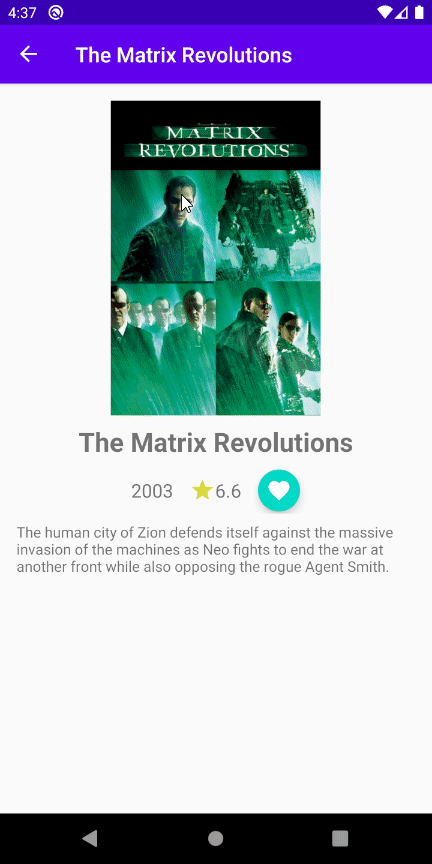 4:37
The Matrix Revolutions
MATRIX
REVOLUTIONS
The Matrix Revolutions
2003 6.6
The human city of Zion defends itself against the massive
invasion of the machines as Neo fights to end the war at
another front while also opposing the rogue Agent Smith.